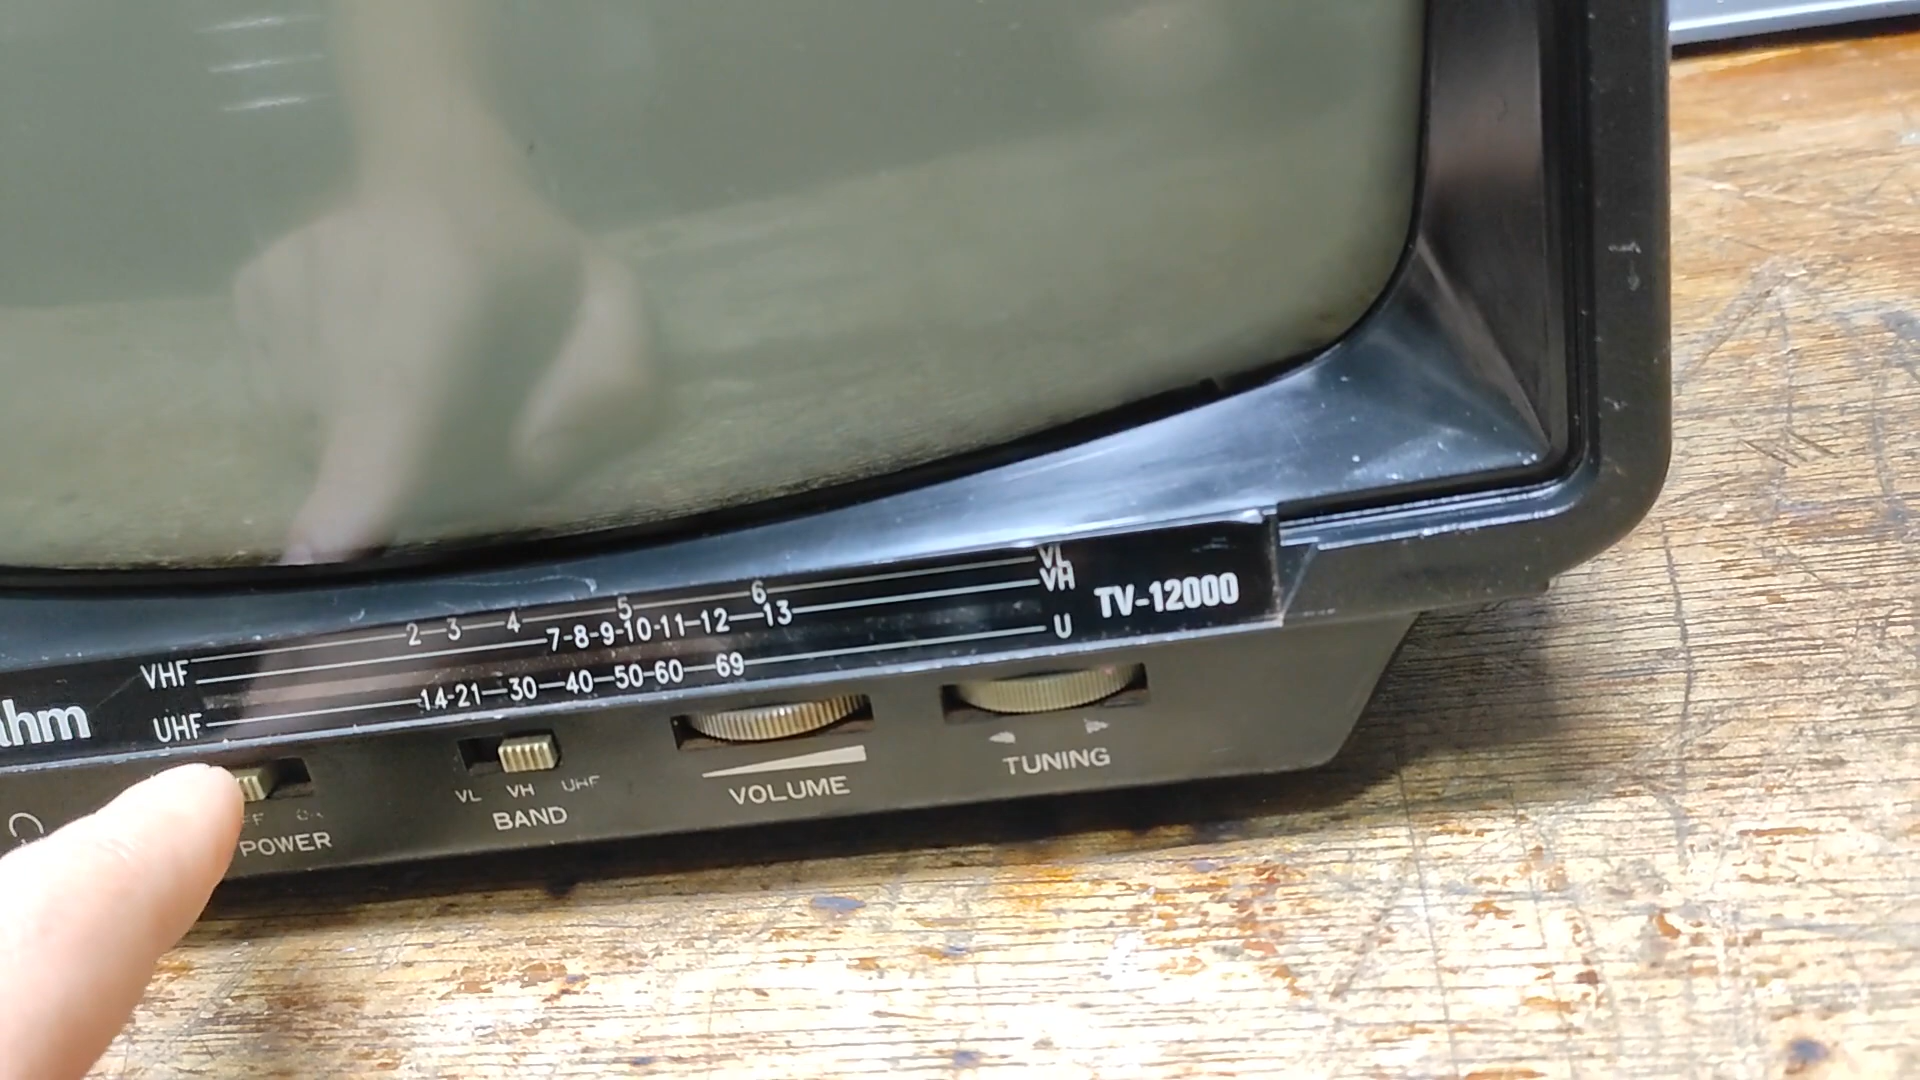 VHF 2-3-4-5-6 VL
7-8-9-10-11-12-13 VH
UHF 14-21-30-40-50-60-69 U
TV-12000
VL VH UHF
POWER
BAND
VOLUME
TUNING